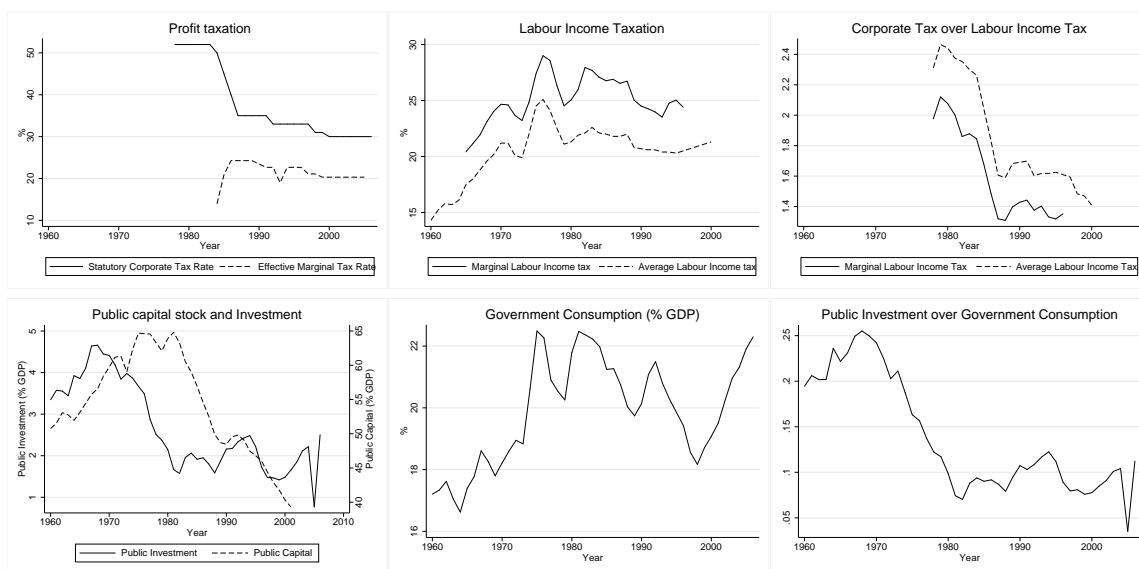 Profit taxation
%
50
40
30
20
10
1960 1970 1980 1990 2000
Year
Statutory Corporate Tax Rate Effective Marginal Tax Rate
Labour Income Taxation
%
30
25
20
15
1960 1970 1980 1990 2000
Year
Marginal Labour Income tax Average Labour Income tax
Corporate Tax over Labour Income Tax
2.4
2.2
2
1.8
1.6
1.4
1960 1970 1980 1990 2000
Year
Marginal Labour Income Tax Average Labour Income Tax
Public capital stock and Investment
Public Investment (% GDP)
5
4
3
2
1
Public Capital (% GDP)
65
60
55
50
45
40
1960 1970 1980 1990 2000 2010
Year
Public Investment Public Capital
Government Consumption (% GDP)
%
22
20
18
16
1960 1970 1980 1990 2000
Year
Public Investment over Government Consumption
.25
.2
.15
.1
.05
1960 1970 1980 1990 2000
Year